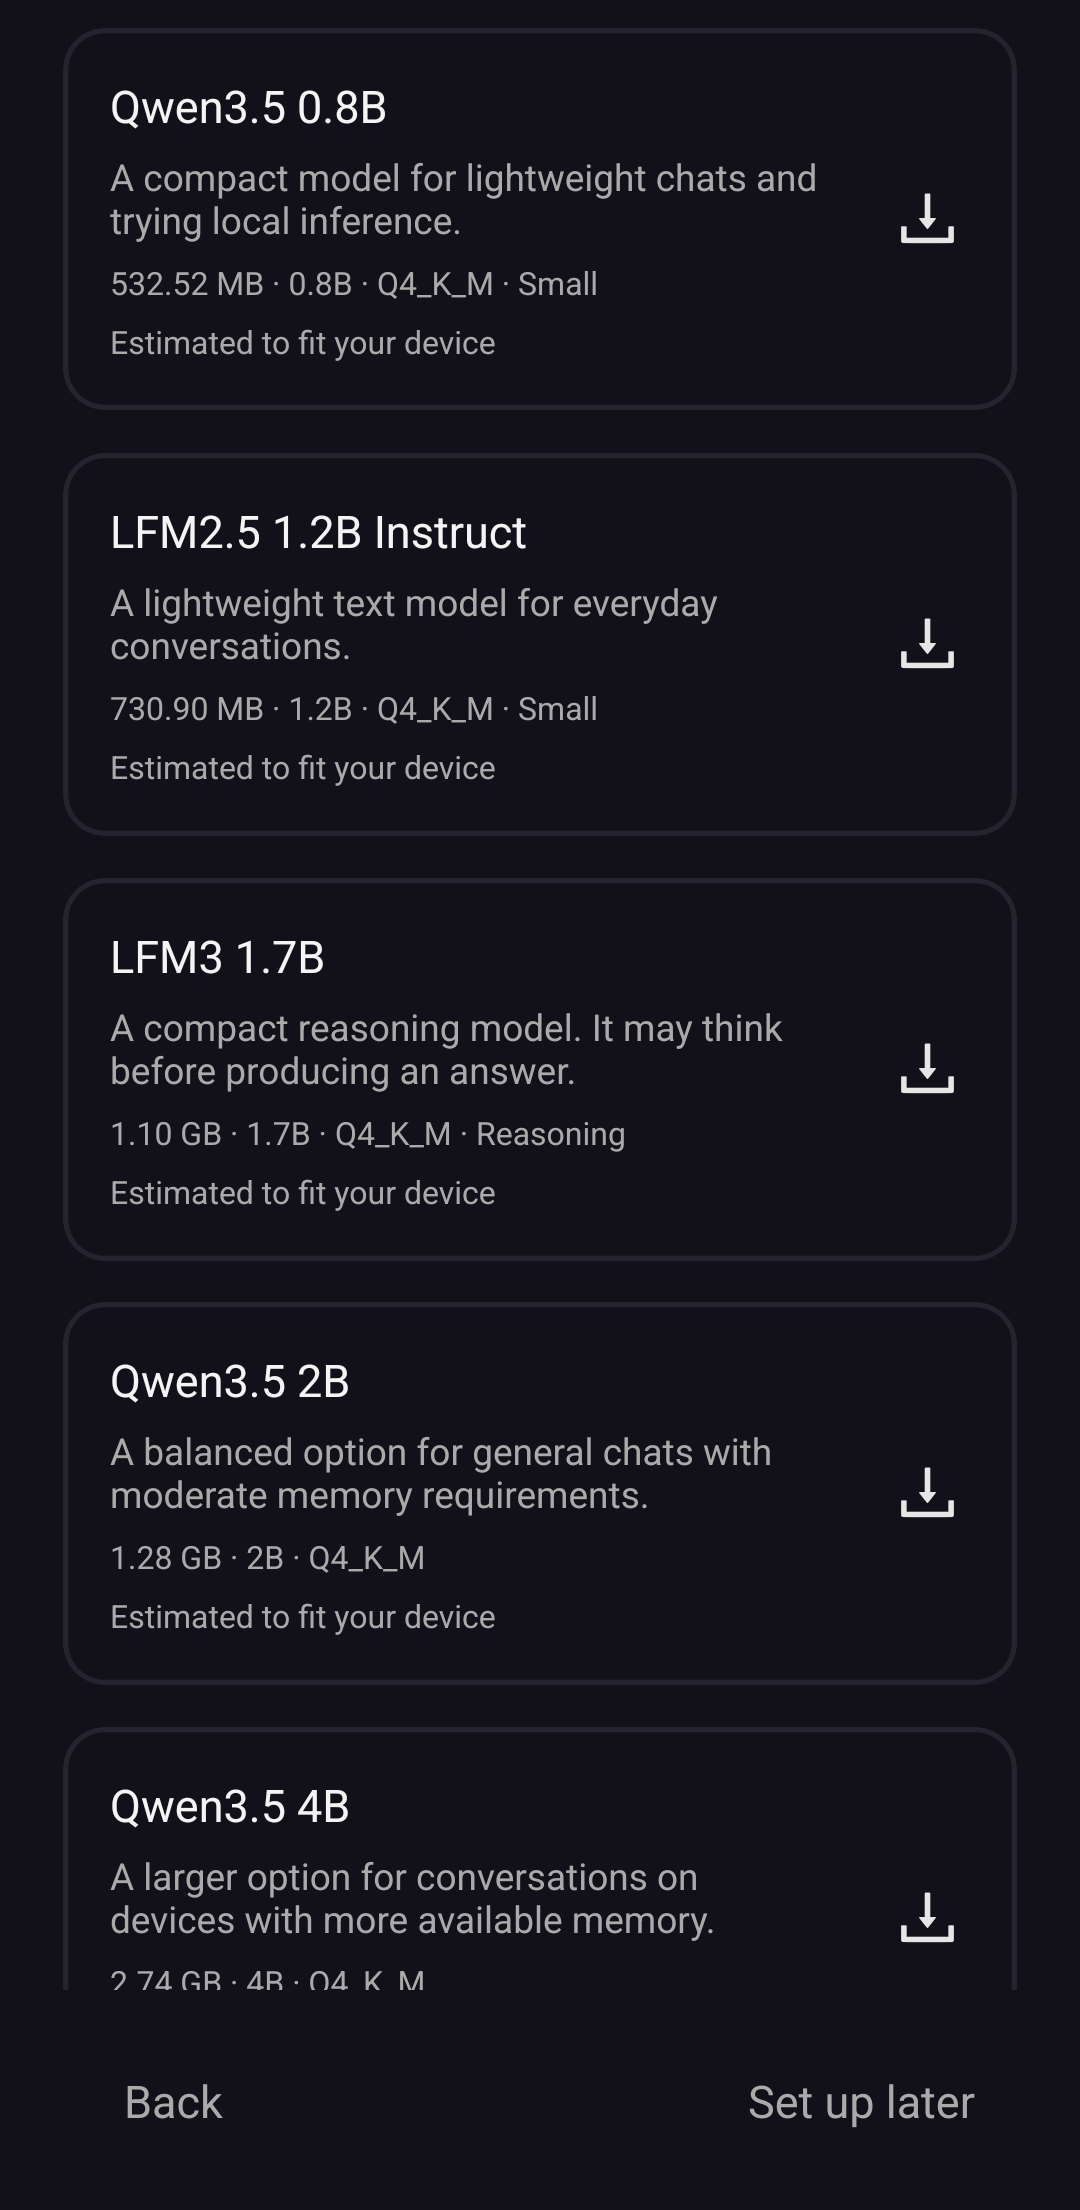 Qwen3.5 0.8B
A compact model for lightweight chats and
trying local inference.
532.52 MB · 0.8B · Q4_K_M · Small
Estimated to fit your device
LFM2.5 1.2B Instruct
A lightweight text model for everyday
conversations.
730.90 MB · 1.2B · Q4_K_M · Small
Estimated to fit your device
LFM3 1.7B
A compact reasoning model. It may think
before producing an answer.
1.10 GB · 1.7B · Q4_K_M · Reasoning
Estimated to fit your device
Qwen3.5 2B
A balanced option for general chats with
moderate memory requirements.
1.28 GB · 2B · Q4_K_M
Estimated to fit your device
Qwen3.5 4B
A larger option for conversations on
devices with more available memory.
2.74 GB · 4B · Q4_K_M
Back
Set up later